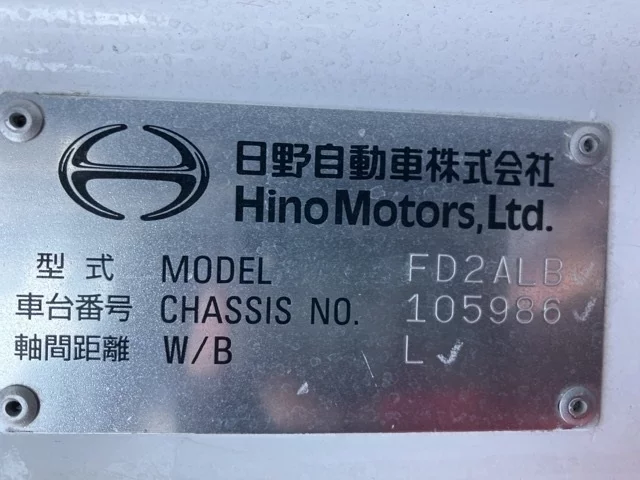 日野自動車株式会社
Hino Motors, Ltd.
型式 MODEL FD2ALB
車台番号 CHASSIS NO. 105986
軸間距離 W/B L